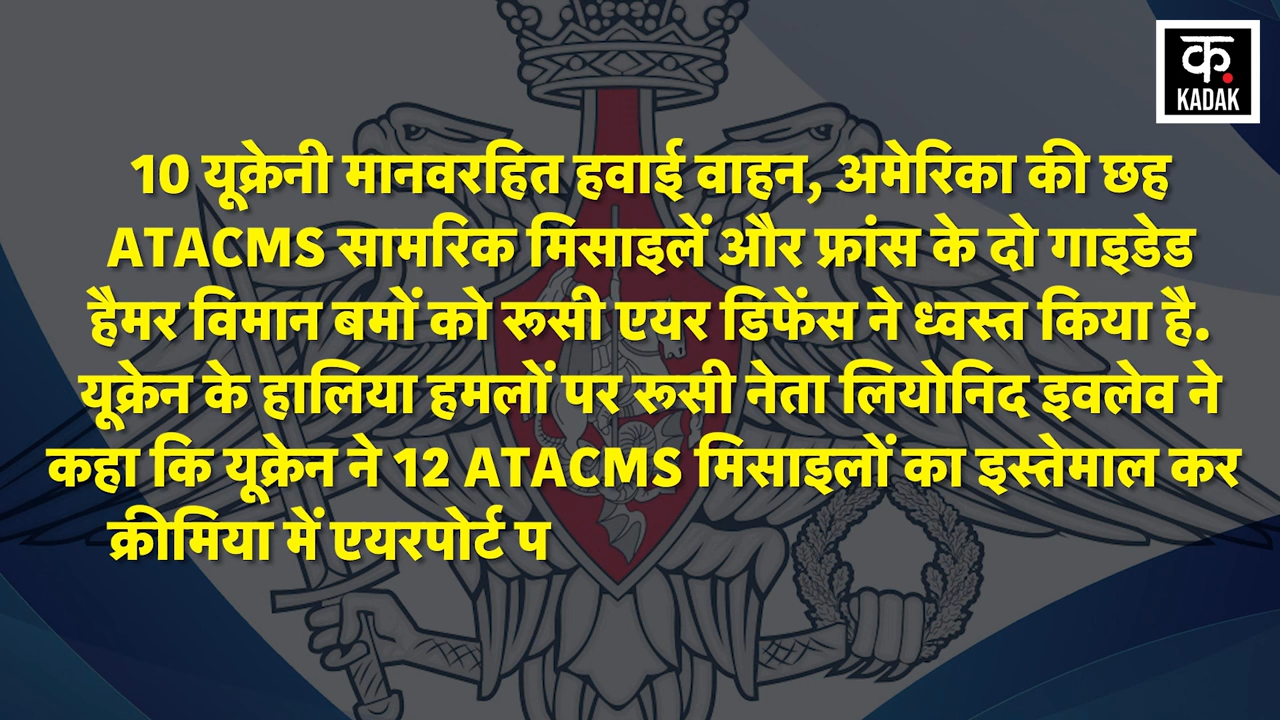 क.
KADAK
10 यूक्रेनी मानवरहित हवाई वाहन, अमेरिका की छह
ATACMS सामरिक मिसाइलें और फ्रांस के दो गाइडेड
हैमर विमान बमों को रूसी एयर डिफेंस ने ध्वस्त किया है.
यूक्रेन के हालिया हमलों पर रूसी नेता लियोनिद इवलेव ने
कहा कि यूक्रेन ने 12 ATACMS मिसाइलों का इस्तेमाल कर
क्रीमिया में एयरपोर्ट प